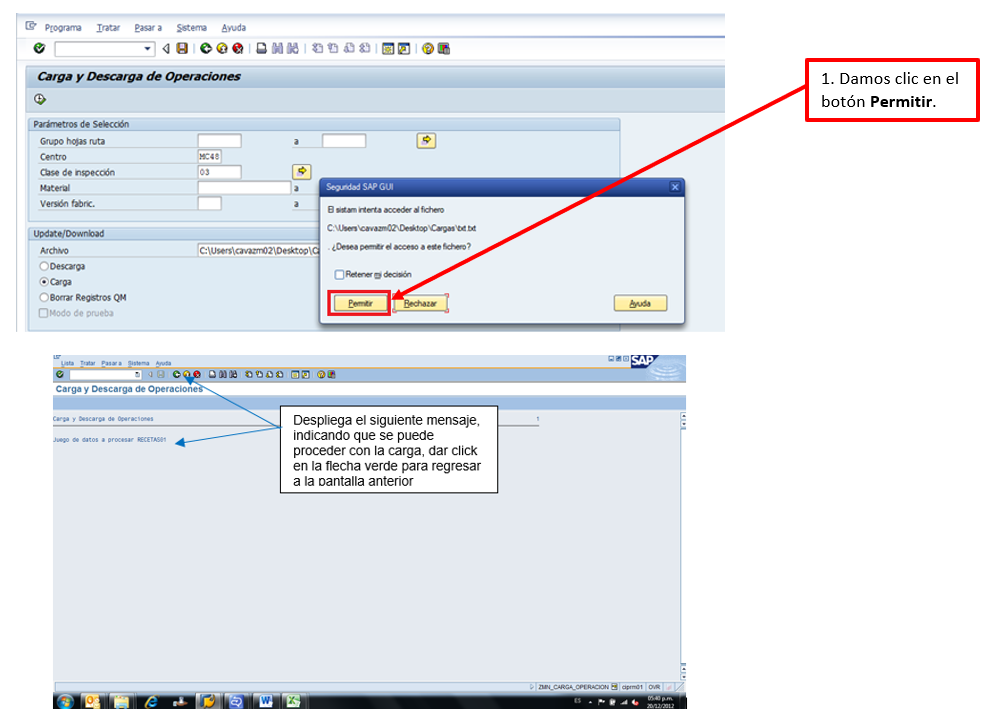 Programa Tratar Pasar a Sistema Ayuda
Carga y Descarga de Operaciones
Parámetros de Selección
Grupo hojas ruta a
Centro MC48
Clase de inspección 03
Material a
Versión fabric. a
Update/Download
Archivo C:\Users\cavazm02\Desktop\Ca
Descarga
Carga
Borrar Registros QM
Modo de prueba
Seguridad SAP GUI
El sistam intenta acceder al fichero
C:\Users\cavazm02\Desktop\Cargas\txt.txt
. ¿Desea permitir el acceso a este fichero?
Retener mi decisión
Permitir Rechazar Ayuda
1. Damos clic en el
botón Permitir.
Lista Tratar Pasar a Sistema Ayuda
SAP
Carga y Descarga de Operaciones
Carga y Descarga de Operaciones 1
Juego de datos a procesar RECETAS01
Despliega el siguiente mensaje,
indicando que se puede
proceder con la carga, dar click
en la flecha verde para regresar
a la pantalla anterior
ZMN_CARGA_OPERACION ciprm01 OVR
ES 05:40 p.m.
20/12/2012